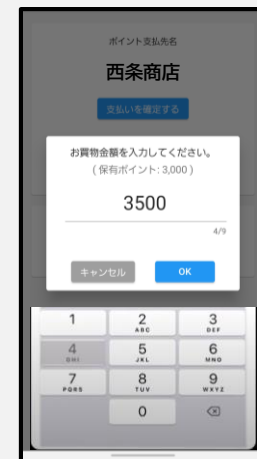 ポイント支払先名
西条商店
支払いを確定する
お買物金額を入力してください。
(保有ポイント: 3,000)
3500
4/9
キャンセル OK
1 2 3
ABC DEF
4 5 6
GHI JKL MNO
7 8 9
PQRS TUV WXYZ
0